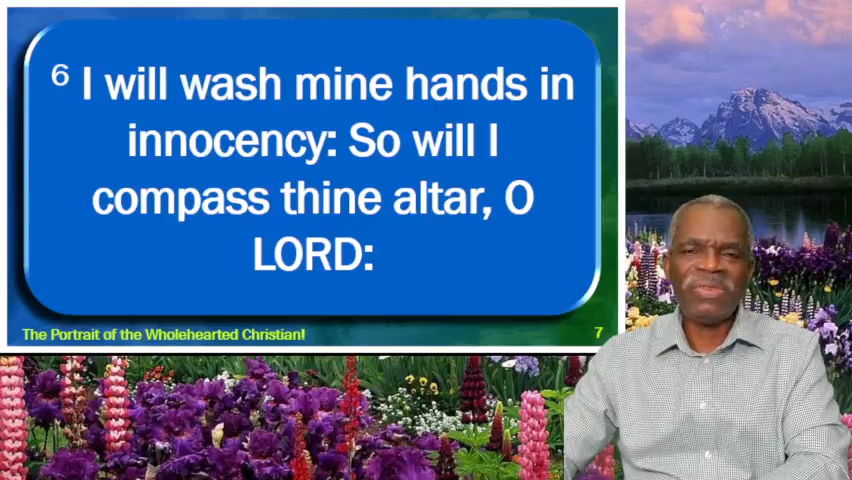 6 I will wash mine hands in
innocency: So will I
compass thine altar, O
LORD:
The Portrait of the Wholehearted Christian! 7